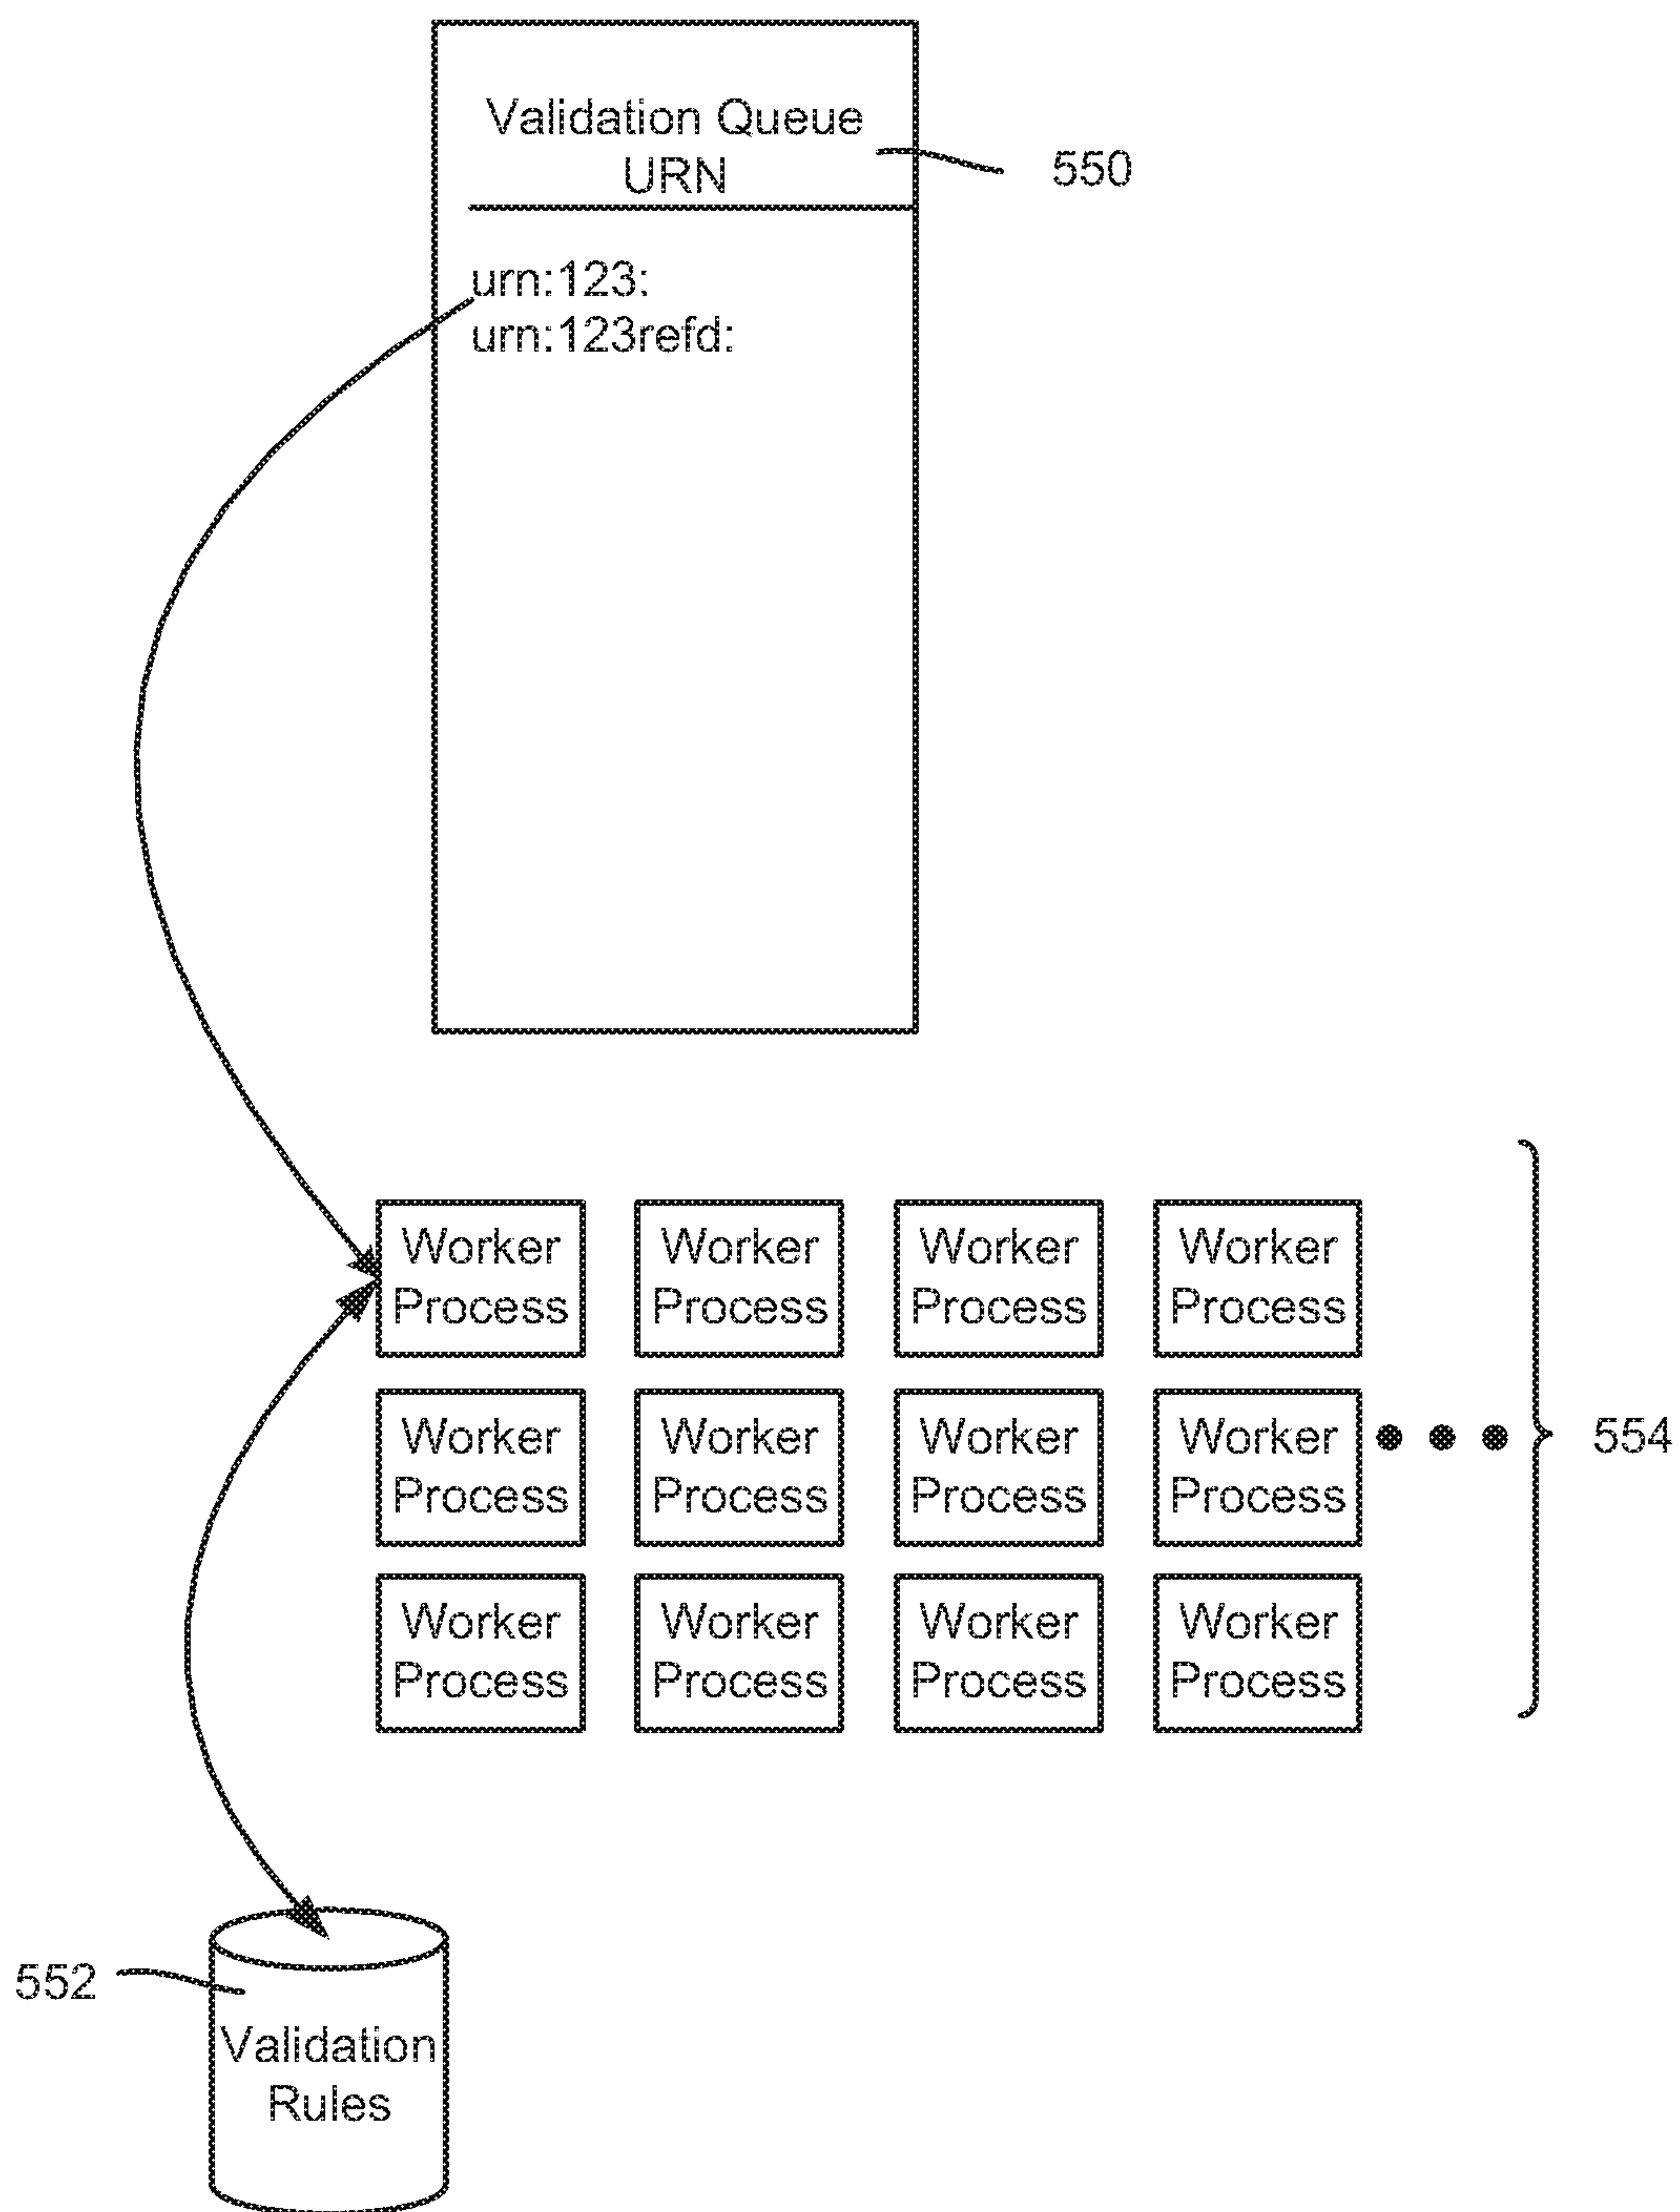 Validation Queue
URN
550
urn:123:
urn:123refd:
Worker Process
Worker Process
Worker Process
Worker Process
Worker Process
Worker Process
Worker Process
Worker Process
554
Worker Process
Worker Process
Worker Process
Worker Process
552
Validation
Rules